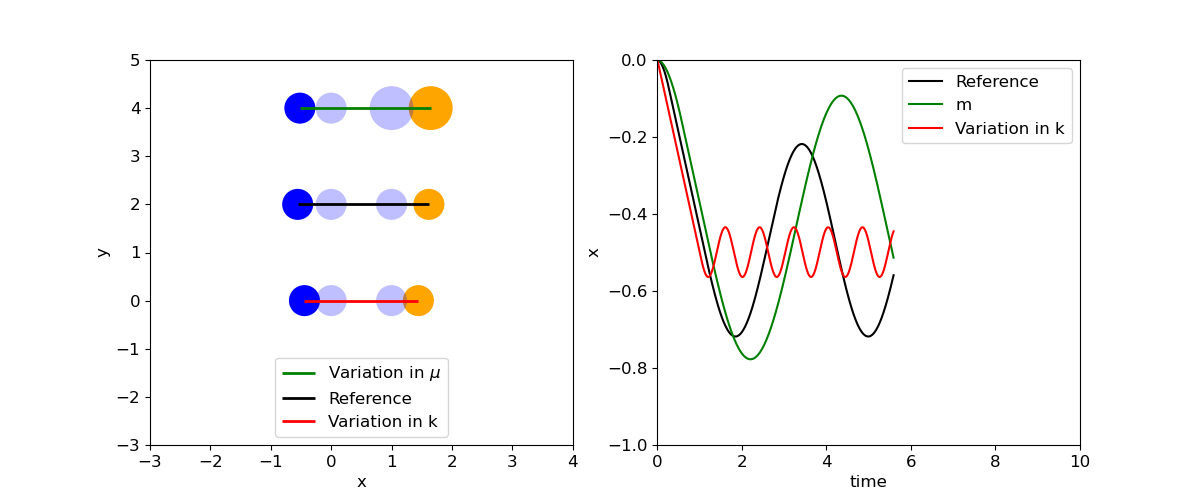 5
4
3
2
1
0
−1
−2
−3
y
−3 −2 −1 0 1 2 3 4
x
Variation in μ
Reference
Variation in k
0.0
−0.2
−0.4
−0.6
−0.8
−1.0
x
0 2 4 6 8 10
time
Reference
m
Variation in k